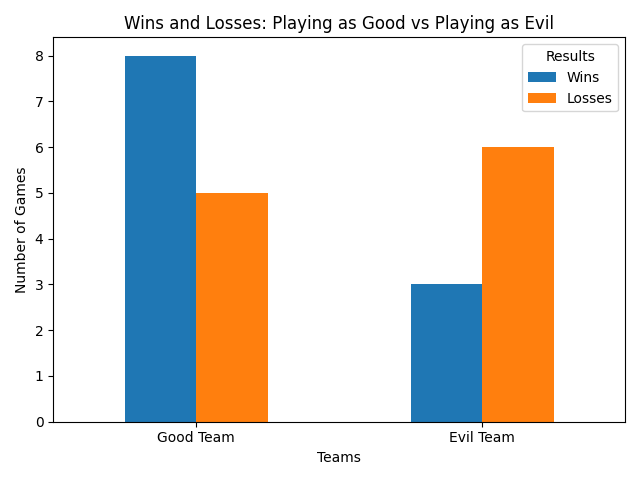 Wins and Losses: Playing as Good vs Playing as Evil
Results
Wins
Losses
Number of Games
8
7
6
5
4
3
2
1
0
Good Team
Evil Team
Teams